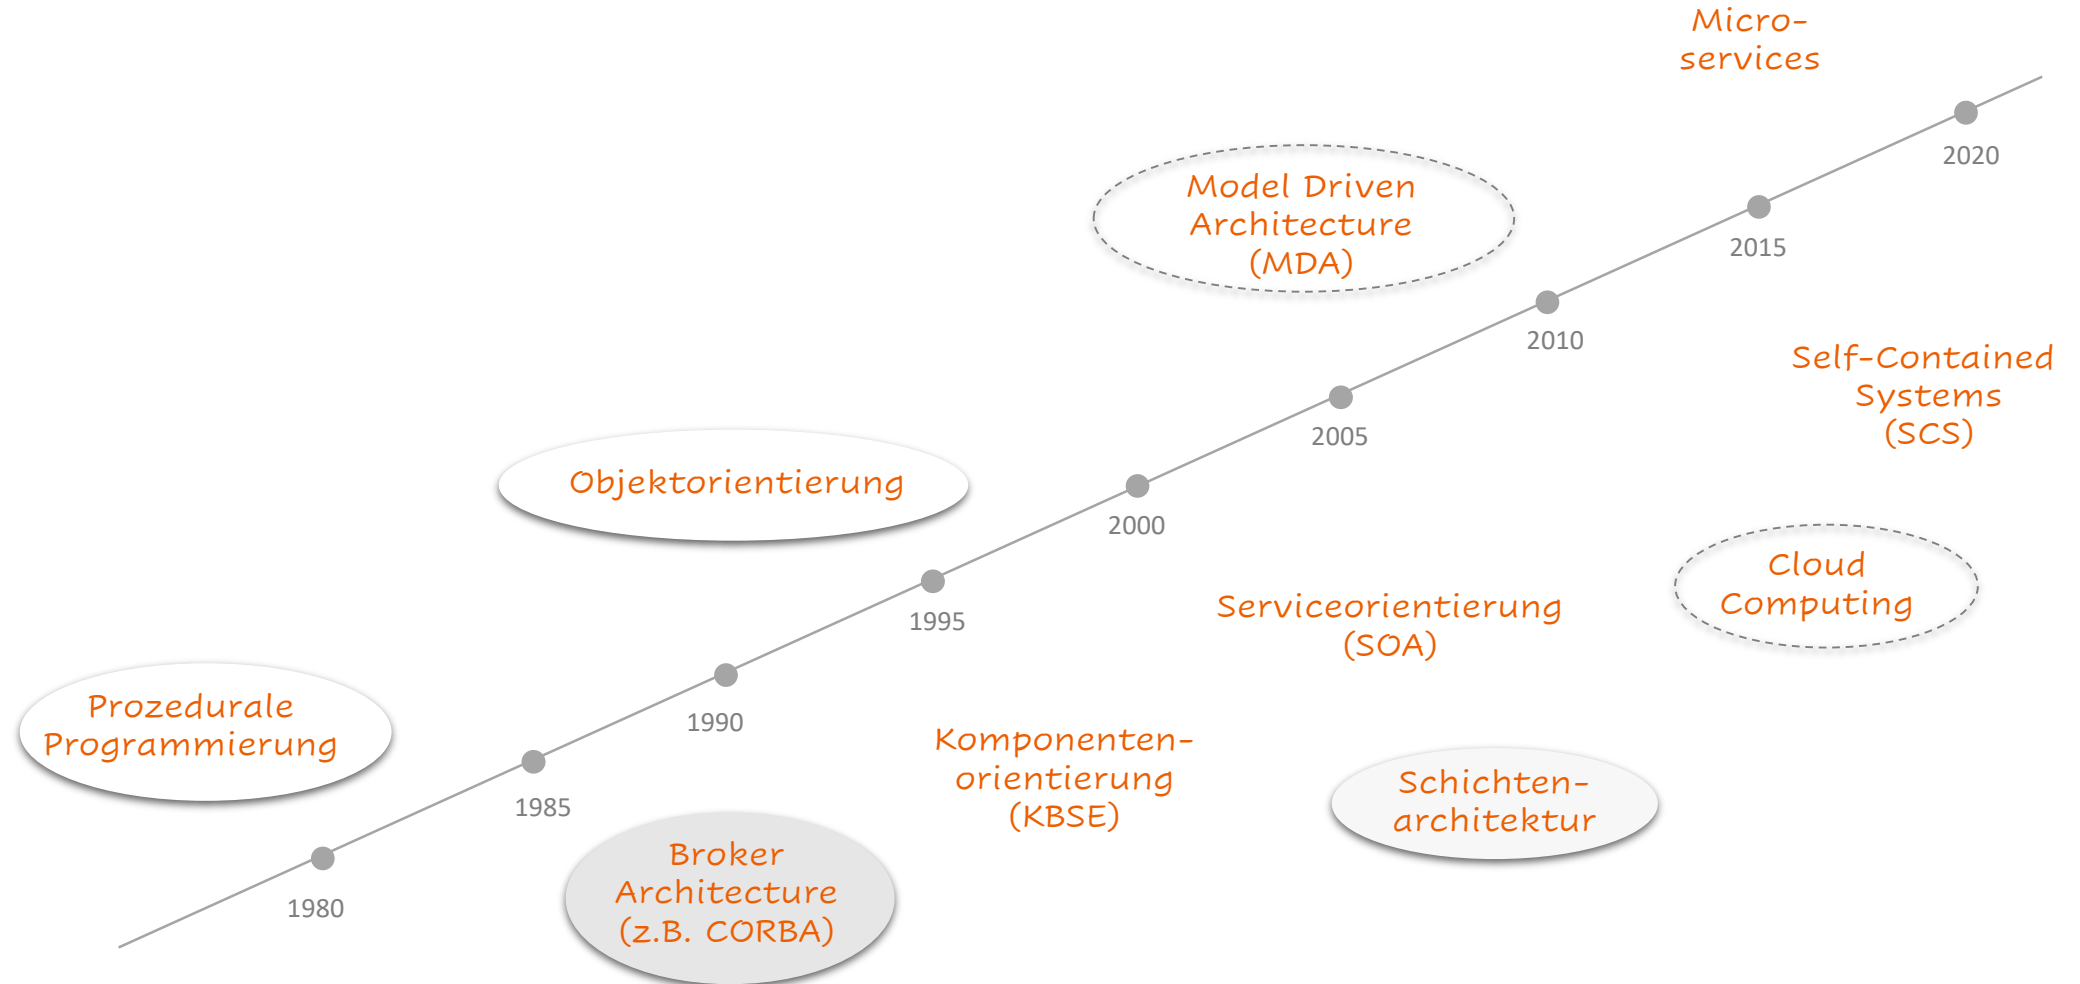 Micro-
services
2020
Model Driven
Architecture
(MDA)
2015
2010
Self-Contained
Systems
(SCS)
2005
Objektorientierung
2000
Cloud
Computing
1995
Serviceorientierung
(SOA)
Prozedurale
Programmierung
1990
Komponenten-
orientierung
(KBSE)
Schichten-
architektur
1985
Broker
Architecture
(z.B. CORBA)
1980